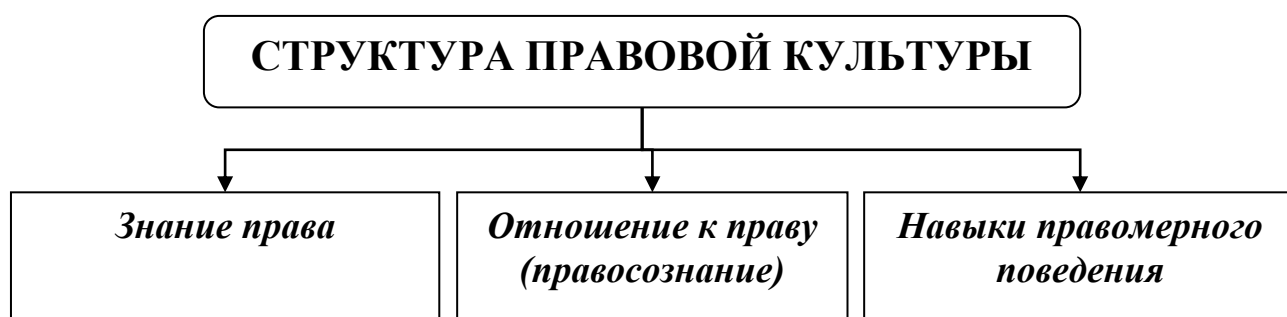 СТРУКТУРА ПРАВОВОЙ КУЛЬТУРЫ
Знание права
Отношение к праву
(правосознание)
Навыки правомерного
поведения